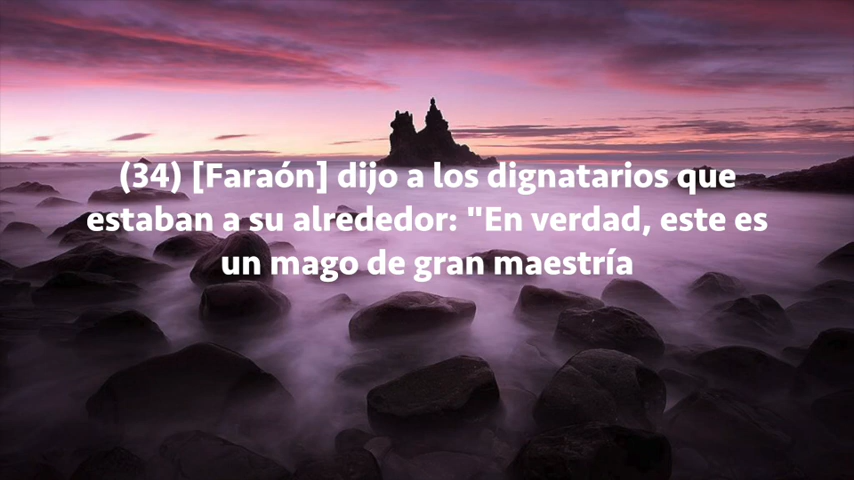 (34) [Faraón] dijo a los dignatarios que
estaban a su alrededor: "En verdad, este es
un mago de gran maestría